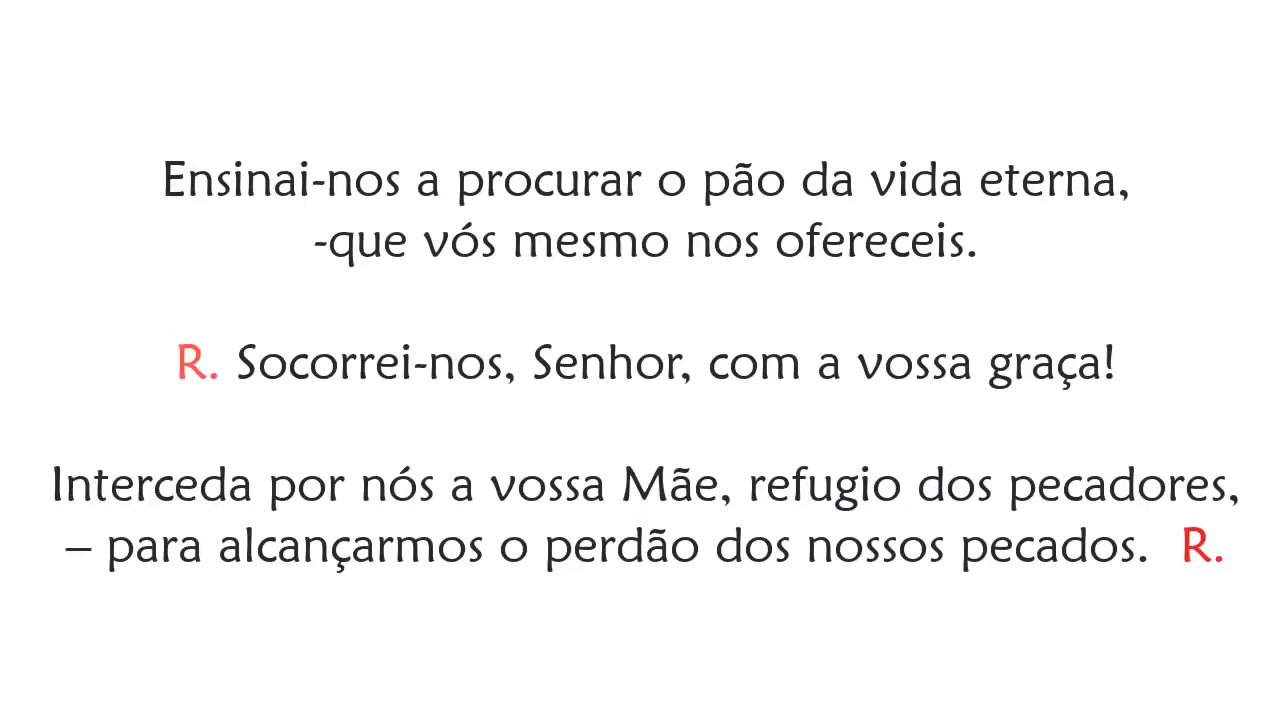 Ensinai-nos a procurar o pão da vida eterna,
-que vós mesmo nos ofereceis.
R. Socorrei-nos, Senhor, com a vossa graça!
Interceda por nós a vossa Mãe, refugio dos pecadores,
– para alcançarmos o perdão dos nossos pecados. R.